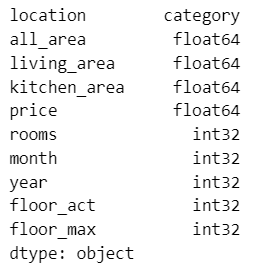 location category
all_area float64
living_area float64
kitchen_area float64
price float64
rooms int32
month int32
year int32
floor_act int32
floor_max int32
dtype: object